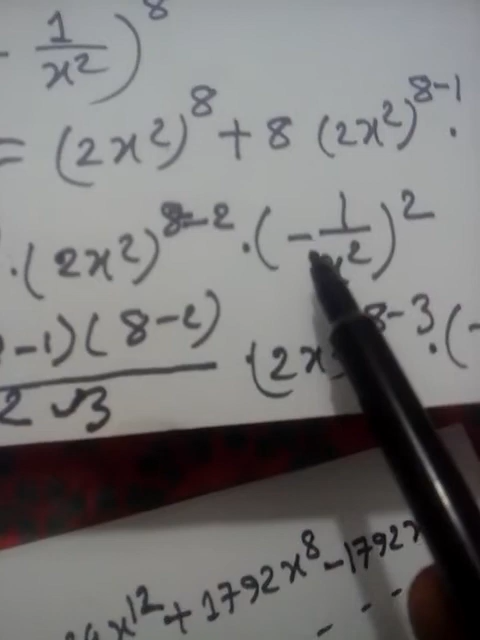 - 1/x²)⁸
= (2x²)⁸ + 8 (2x²)⁸⁻¹ ·
· (2x²)⁸⁻² · (- 1/x²)²
-1)(8-2)/2 √3 (2x²)⁸⁻³ · (-
x¹² + 1792x⁸ - 1792x
- - -